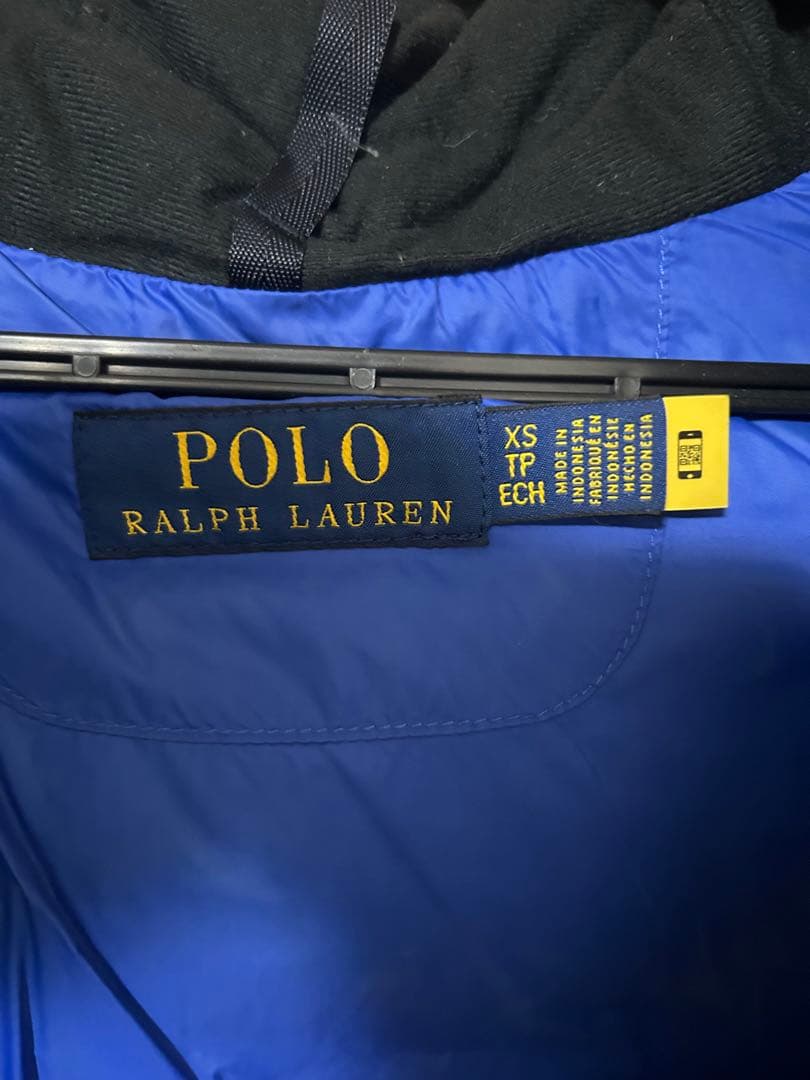 POLO
RALPH LAUREN
XS
TP
ECH
MADE IN
INDONESIA
FABRIQUÉ EN
INDONÉSIE
HECHO EN
INDONESIA